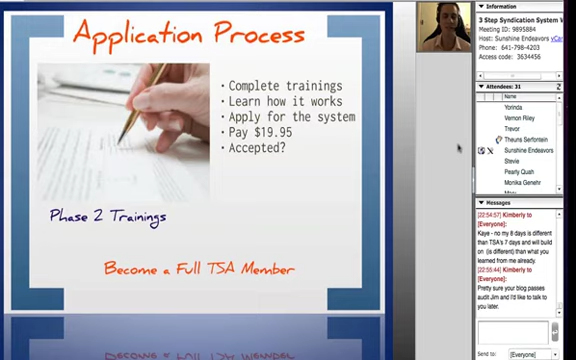 Application Process
• Complete trainings
• Learn how it works
• Apply for the system
• Pay $19.95
• Accepted?
Phase 2 Trainings
Become a Full TSA Member
Information
3 Step Syndication System W
Meeting ID: 9895884
Host: Sunshine Endeavors vCar
Phone: 641-798-4203
Access code: 3634456
Attendees: 312
Name
Yorinda
Vernon Riley
Trevor
Theuns Serfontein
Sunshine Endeavors
Stevie
Pearly Quah
Monika Genehr
Messages
[22:54:57] Kimberly to
[Everyone]:
Kaye - no my 8 days is different
than TSA's 7 days and will build
on (is different) than what you
learned from me already.
[22:55:44] Kimberly to
[Everyone]:
Pretty sure your blog passes
audit Jim and I'd like to talk to
you later.
Send to: [Everyone]